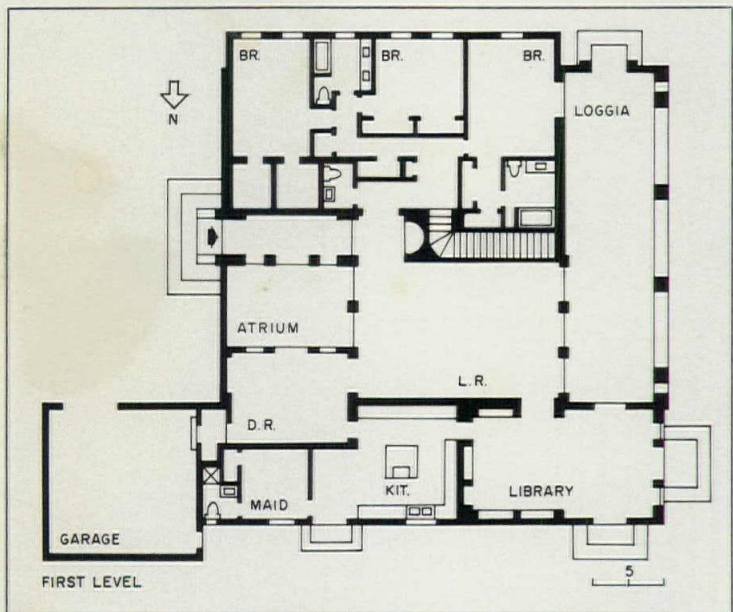 BR.
BR.
BR.
LOGGIA
N
ATRIUM
L.R.
D.R.
LIBRARY
KIT.
MAID
GARAGE
FIRST LEVEL
5